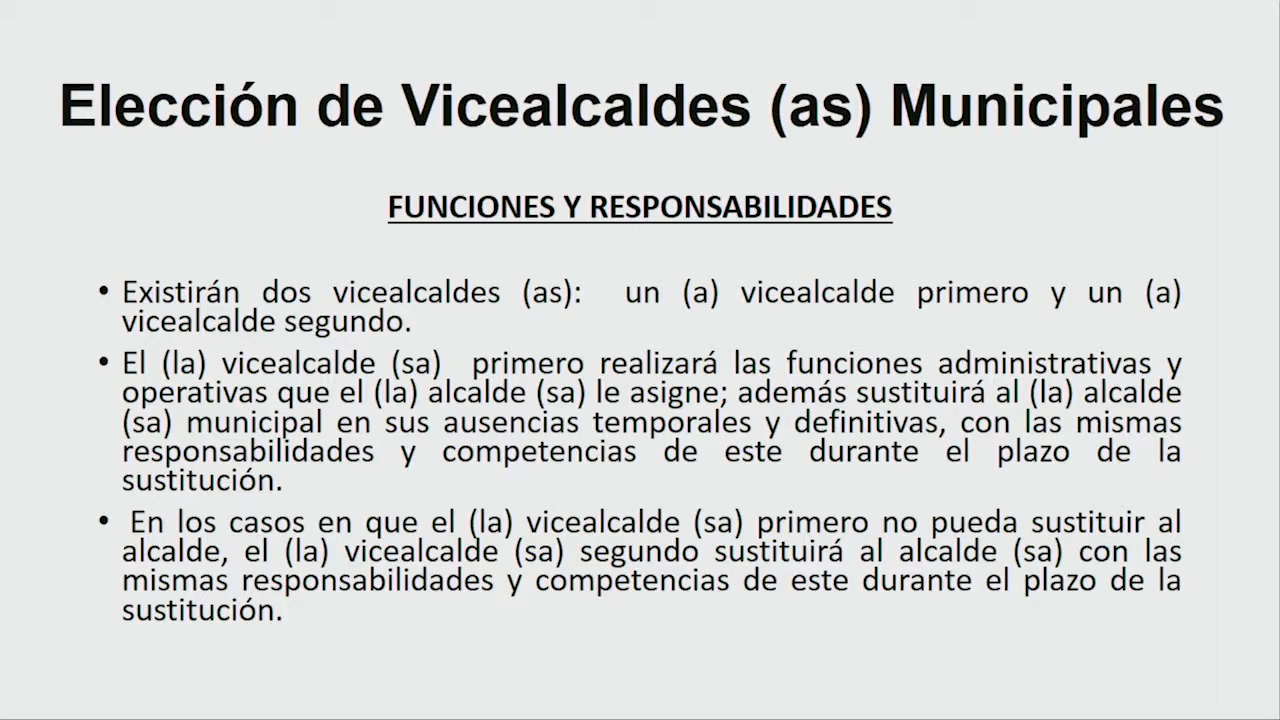 Elección de Vicealcaldes (as) Municipales
FUNCIONES Y RESPONSABILIDADES
• Existirán dos vicealcaldes (as): un (a) vicealcalde primero y un (a)
vicealcalde segundo.
• El (la) vicealcalde (sa) primero realizará las funciones administrativas y
operativas que el (la) alcalde (sa) le asigne; además sustituirá al (la) alcalde
(sa) municipal en sus ausencias temporales y definitivas, con las mismas
responsabilidades y competencias de este durante el plazo de la
sustitución.
• En los casos en que el (la) vicealcalde (sa) primero no pueda sustituir al
alcalde, el (la) vicealcalde (sa) segundo sustituirá al alcalde (sa) con las
mismas responsabilidades y competencias de este durante el plazo de la
sustitución.